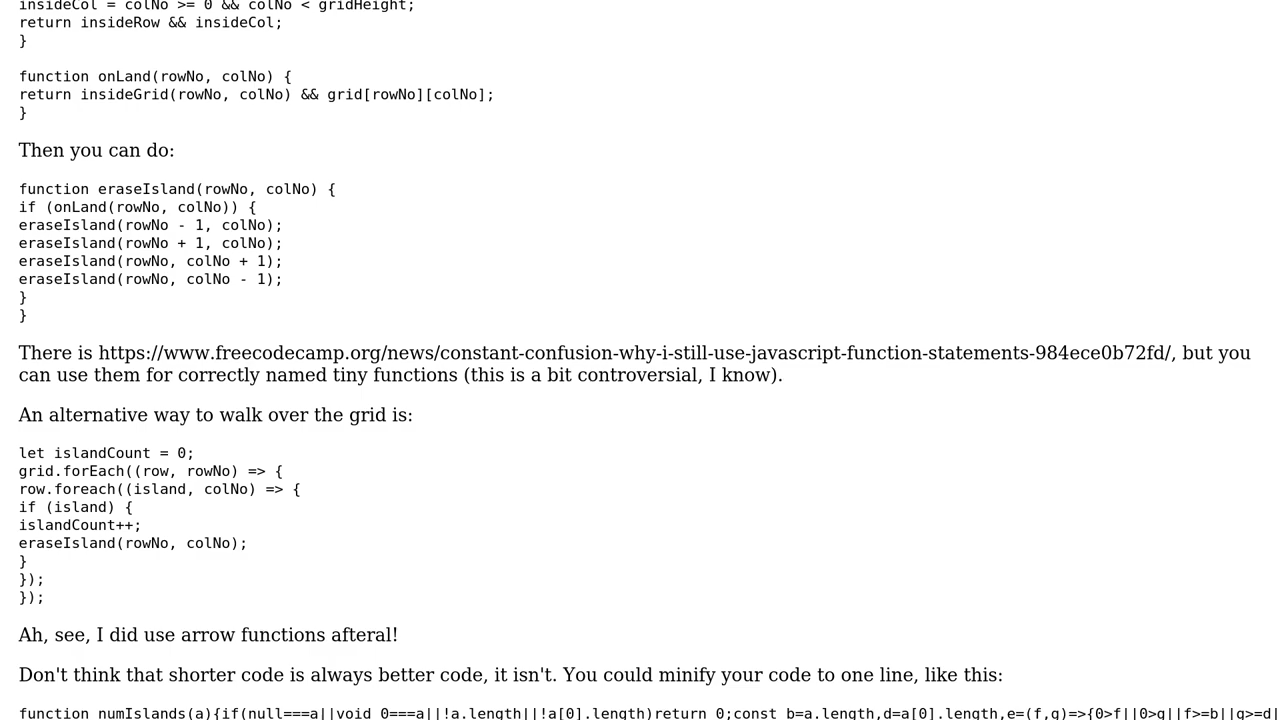 insideCol = colNo >= 0 && colNo < gridHeight;
return insideRow && insideCol;
}
function onLand(rowNo, colNo) {
return insideGrid(rowNo, colNo) && grid[rowNo][colNo];
}
Then you can do:
function eraseIsland(rowNo, colNo) {
if (onLand(rowNo, colNo)) {
eraseIsland(rowNo - 1, colNo);
eraseIsland(rowNo + 1, colNo);
eraseIsland(rowNo, colNo + 1);
eraseIsland(rowNo, colNo - 1);
}
}
There is https://www.freecodecamp.org/news/constant-confusion-why-i-still-use-javascript-function-statements-984ece0b72fd/, but you
can use them for correctly named tiny functions (this is a bit controversial, I know).
An alternative way to walk over the grid is:
let islandCount = 0;
grid.forEach((row, rowNo) => {
row.foreach((island, colNo) => {
if (island) {
islandCount++;
eraseIsland(rowNo, colNo);
}
});
});
Ah, see, I did use arrow functions afteral!
Don't think that shorter code is always better code, it isn't. You could minify your code to one line, like this:
function numIslands(a){if(null===a||void 0===a||!a.length||!a[0].length)return 0;const b=a.length,d=a[0].length,e=(f,g)=>{0>f||0>g||f>=b||g>=d|